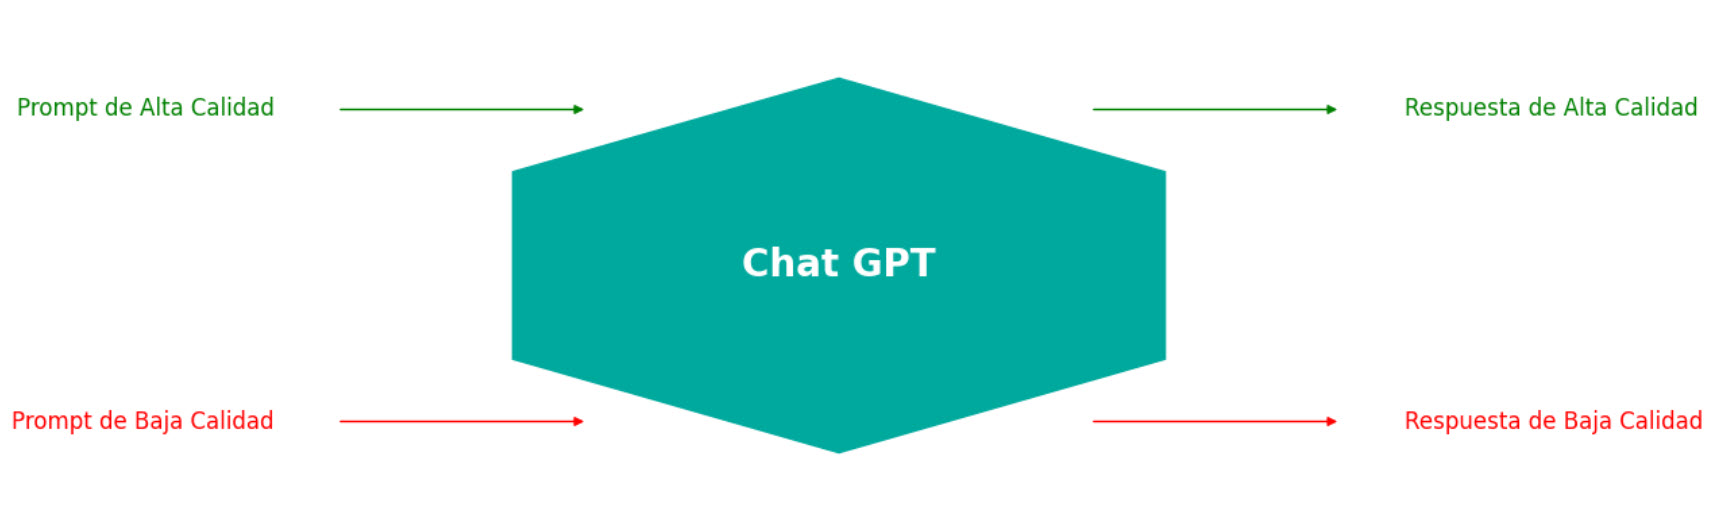 Prompt de Alta Calidad
Respuesta de Alta Calidad
Chat GPT
Prompt de Baja Calidad
Respuesta de Baja Calidad